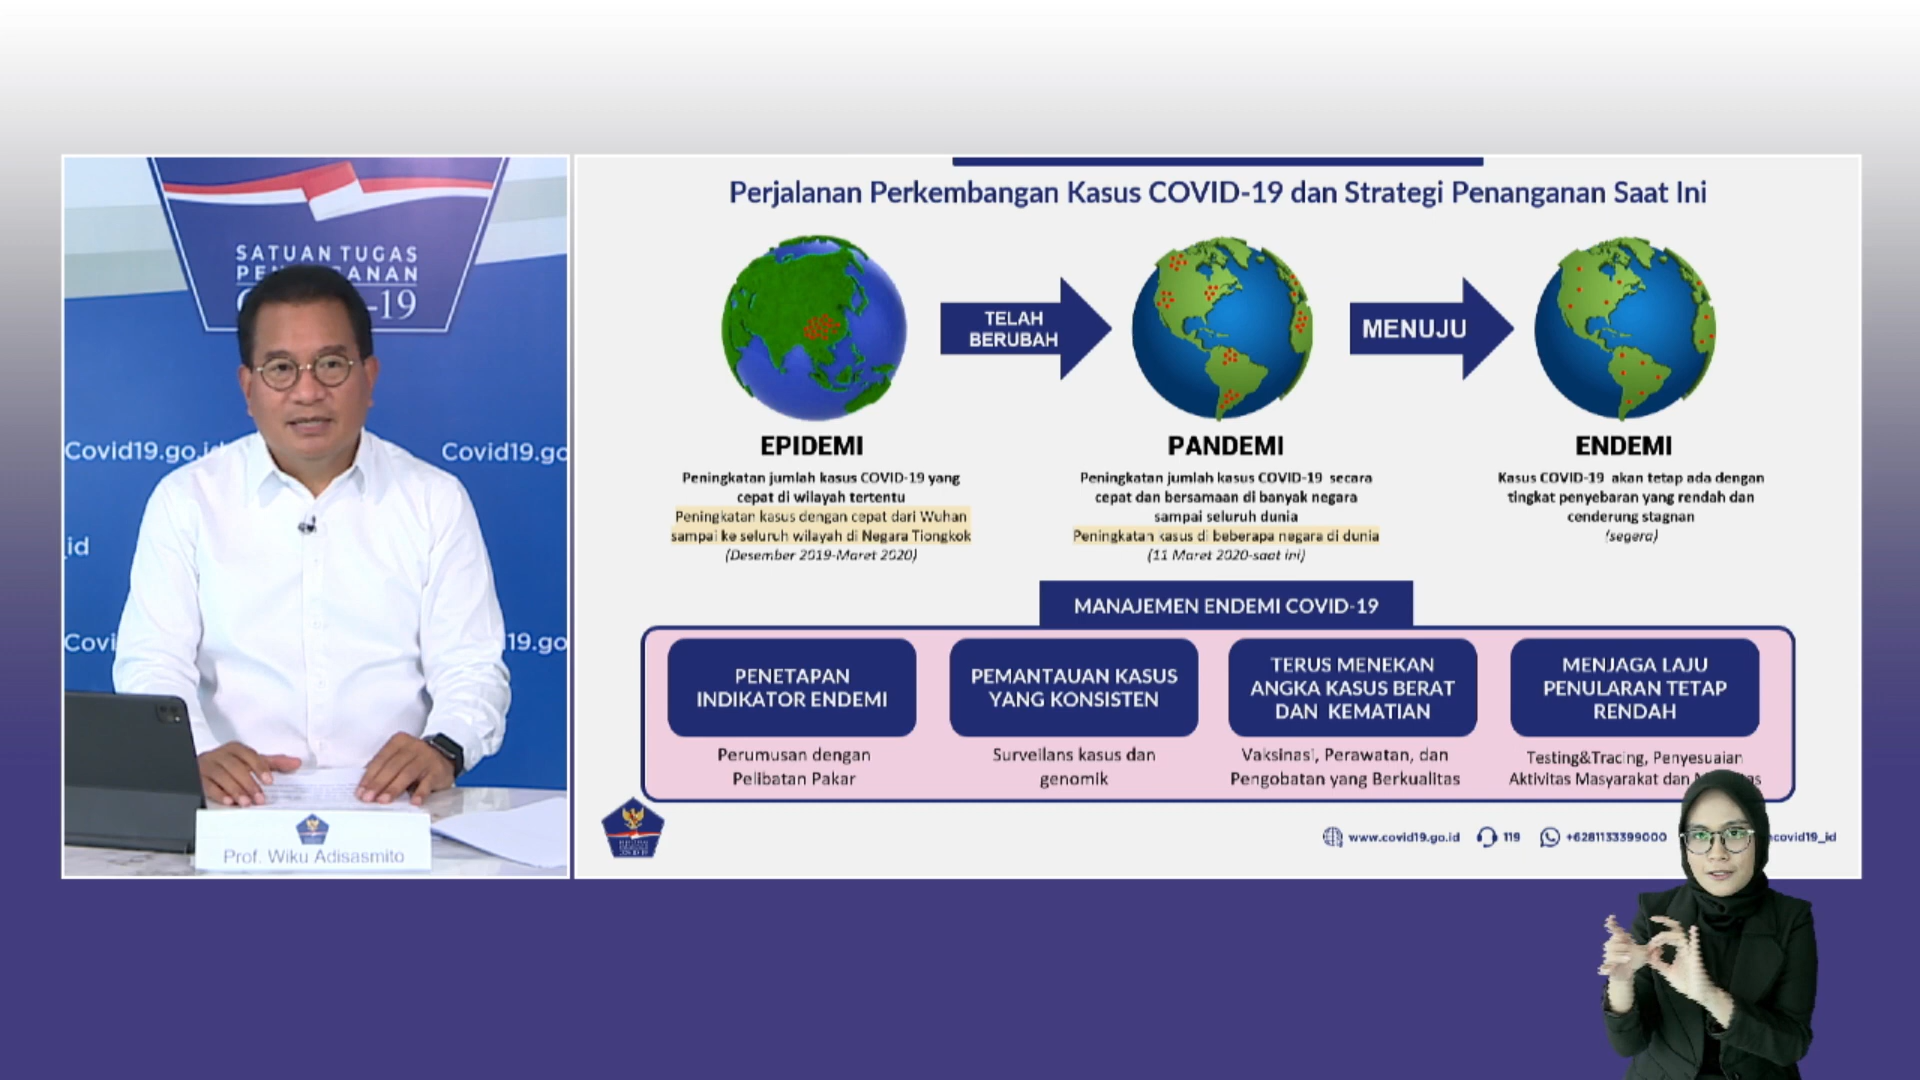 SATUAN TUGAS
ANAN
-19
Covid19.go.id
Covid19.go
id
Covi
19.go
Prof. Wiku Adisasmito
Perjalanan Perkembangan Kasus COVID-19 dan Strategi Penanganan Saat Ini
TELAH
BERUBAH
MENUJU
EPIDEMI
Peningkatan jumlah kasus COVID-19 yang
cepat di wilayah tertentu
Peningkatan kasus dengan cepat dari Wuhan
sampai ke seluruh wilayah di Negara Tiongkok
(Desember 2019-Maret 2020)
PANDEMI
Peningkatan jumlah kasus COVID-19 secara
cepat dan bersamaan di banyak negara
sampai seluruh dunia
Peningkatan kasus di beberapa negara di dunia
(11 Maret 2020-saat ini)
ENDEMI
Kasus COVID-19 akan tetap ada dengan
tingkat penyebaran yang rendah dan
cenderung stagnan
(segera)
MANAJEMEN ENDEMI COVID-19
PENETAPAN
INDIKATOR ENDEMI
Perumusan dengan
Pelibatan Pakar
PEMANTAUAN KASUS
YANG KONSISTEN
Surveilans kasus dan
genomik
TERUS MENEKAN
ANGKA KASUS BERAT
DAN KEMATIAN
Vaksinasi, Perawatan, dan
Pengobatan yang Berkualitas
MENJAGA LAJU
PENULARAN TETAP
RENDAH
Testing&Tracing, Penyesuaian
Aktivitas Masyarakat dan
www.covid19.go.id
119
+6281133399000
covid19_id